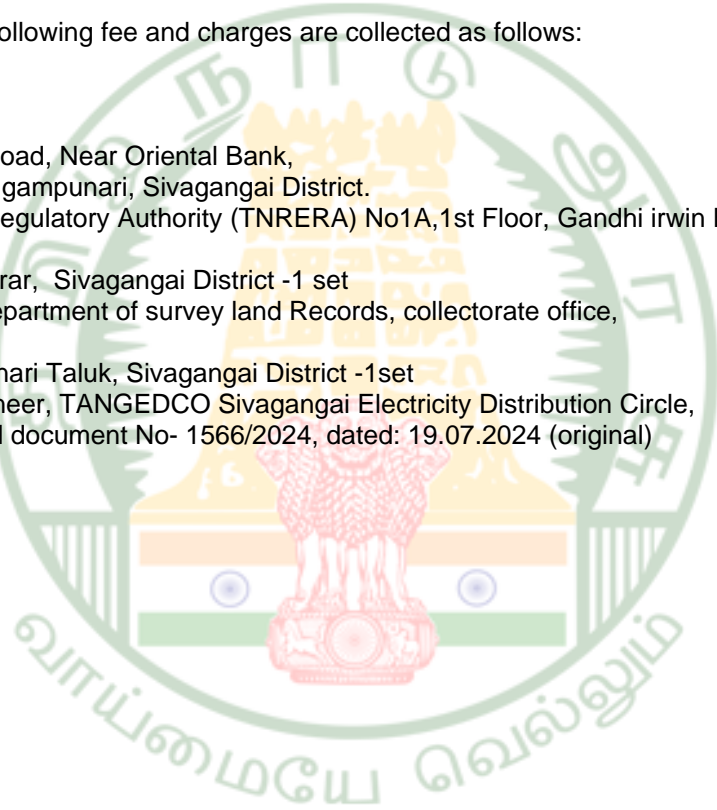 ollowing fee and charges are collected as follows:
oad, Near Oriental Bank,
gampunari, Sivagangai District.
egulatory Authority (TNRERA) No1A,1st Floor, Gandhi irwin
rar, Sivagangai District -1 set
epartment of survey land Records, collectorate office,
nari Taluk, Sivagangai District -1set
neer, TANGEDCO Sivagangai Electricity Distribution Circle,
d document No- 1566/2024, dated: 19.07.2024 (original)
தமிழ் நாடு அரசு
வாய்மையே வெல்லும்